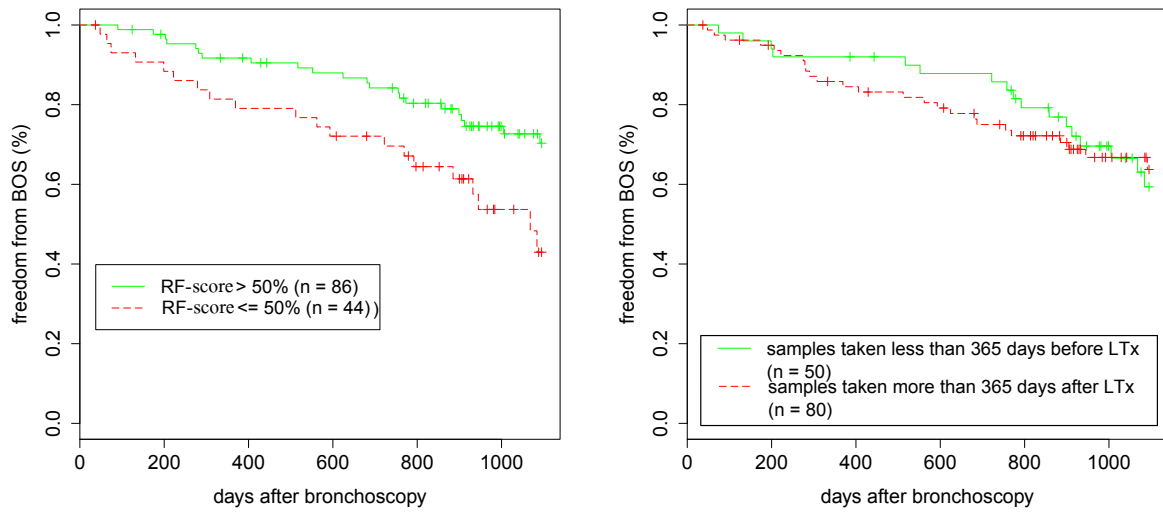 freedom from BOS (%)
1.0
0.8
0.6
0.4
0.2
0.0
RF-score > 50% (n = 86)
RF-score <= 50% (n = 44))
0 200 400 600 800 1000
days after bronchoscopy
freedom from BOS (%)
1.0
0.8
0.6
0.4
0.2
0.0
samples taken less than 365 days before LTx
(n = 50)
samples taken more than 365 days after LTx
(n = 80)
0 200 400 600 800 1000
days after bronchoscopy